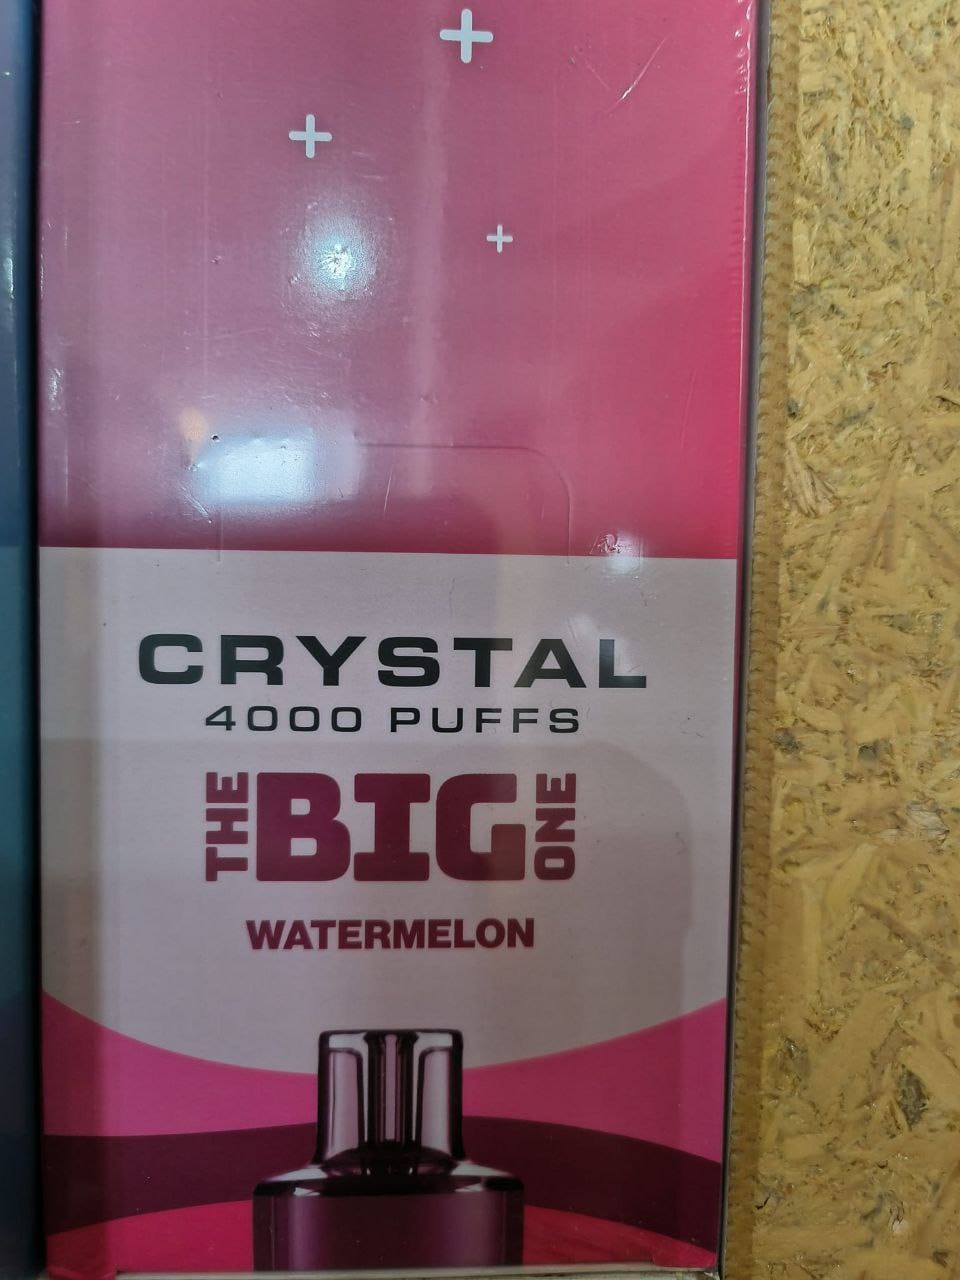 CRYSTAL
4000 PUFFS
THE BIG ONE
WATERMELON